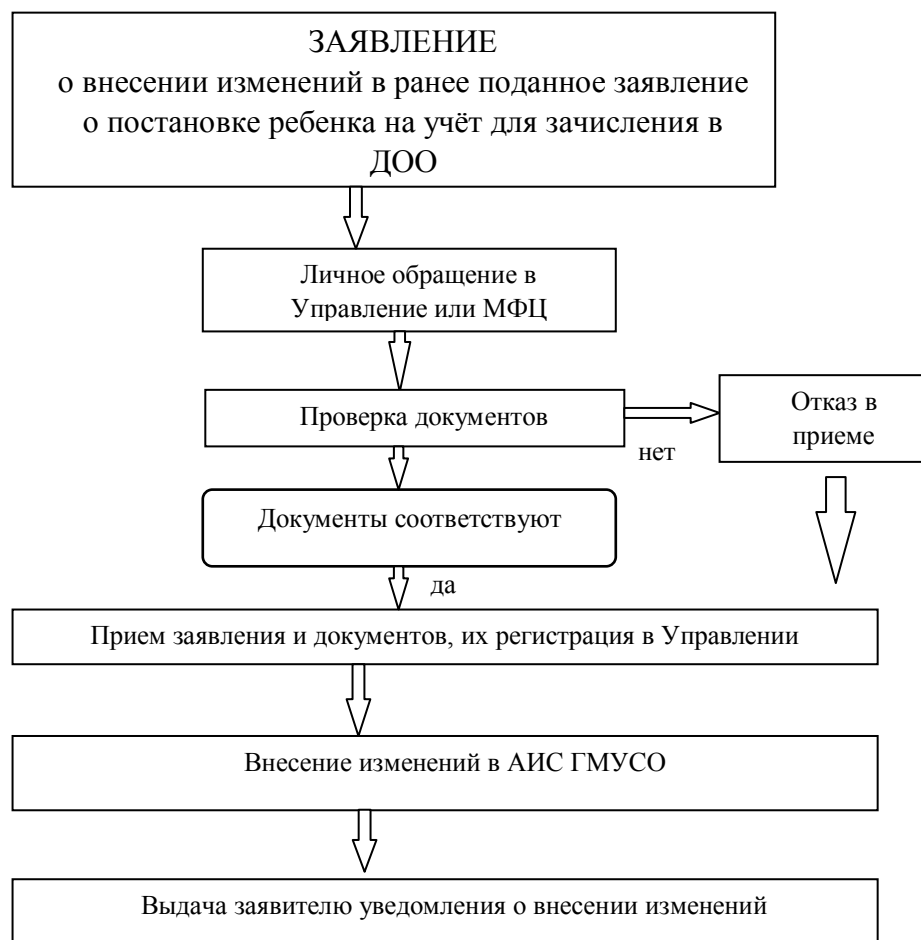 ЗАЯВЛЕНИЕ
о внесении изменений в ранее поданное заявление
о постановке ребенка на учёт для зачисления в
ДОО
Личное обращение в
Управление или МФЦ
Проверка документов
Отказ в
приеме
нет
Документы соответствуют
да
Прием заявления и документов, их регистрация в Управлении
Внесение изменений в АИС ГМУСО
Выдача заявителю уведомления о внесении изменений